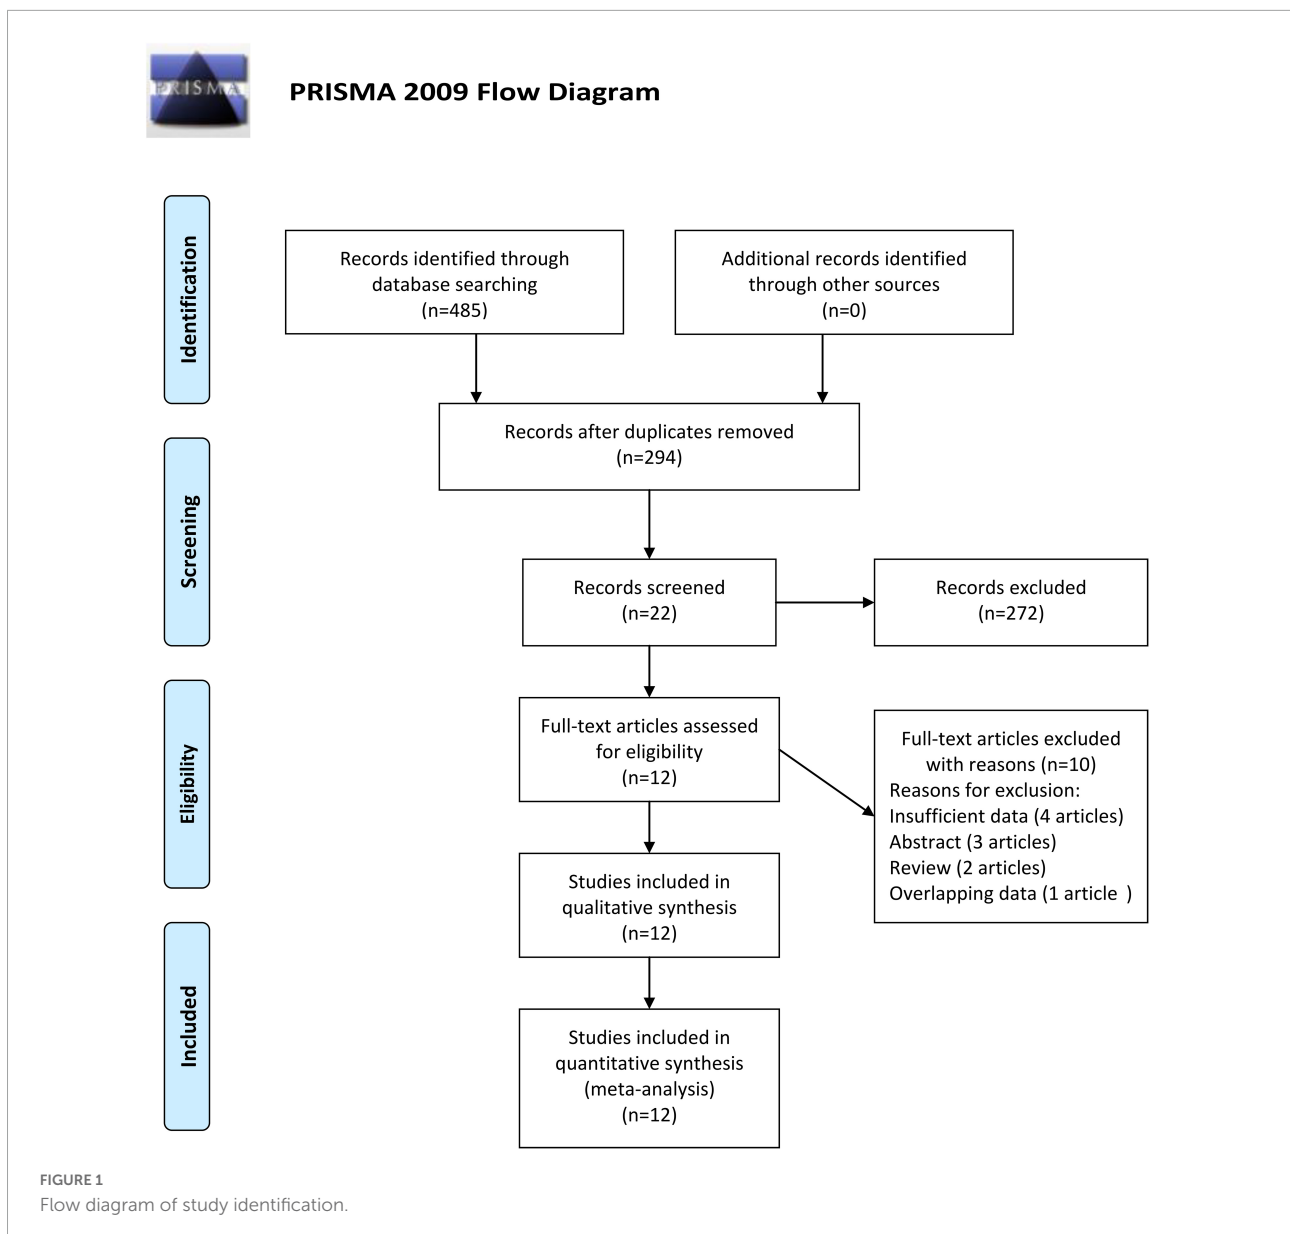 PRISMA
PRISMA 2009 Flow Diagram
Identification
Records identified through
database searching
(n=485)
Additional records identified
through other sources
(n=0)
Records after duplicates removed
(n=294)
Screening
Records screened
(n=22)
Records excluded
(n=272)
Eligibility
Full-text articles assessed
for eligibility
(n=12)
Full-text articles excluded
with reasons (n=10)
Reasons for exclusion:
Insufficient data (4 articles)
Abstract (3 articles)
Review (2 articles)
Overlapping data (1 article )
Studies included in
qualitative synthesis
(n=12)
Included
Studies included in
quantitative synthesis
(meta-analysis)
(n=12)
FIGURE 1
Flow diagram of study identification.